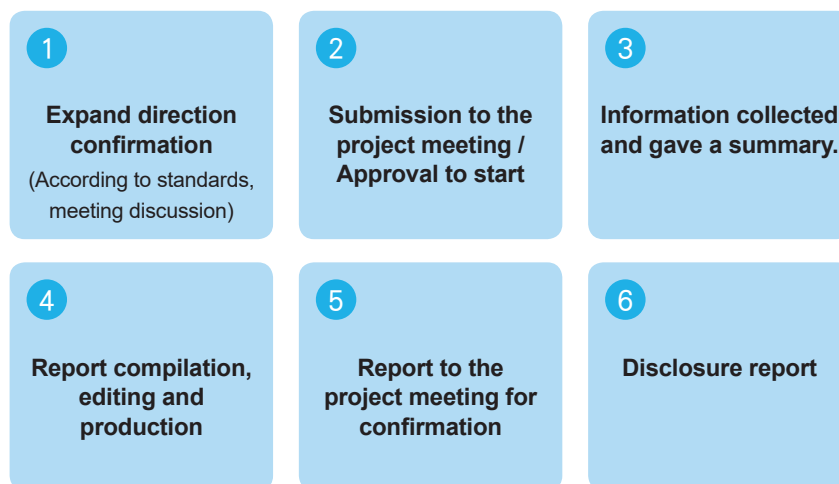 1
Expand direction
confirmation
(According to standards,
meeting discussion)
2
Submission to the
project meeting /
Approval to start
3
Information collected
and gave a summary.
4
Report compilation,
editing and
production
5
Report to the
project meeting for
confirmation
6
Disclosure report